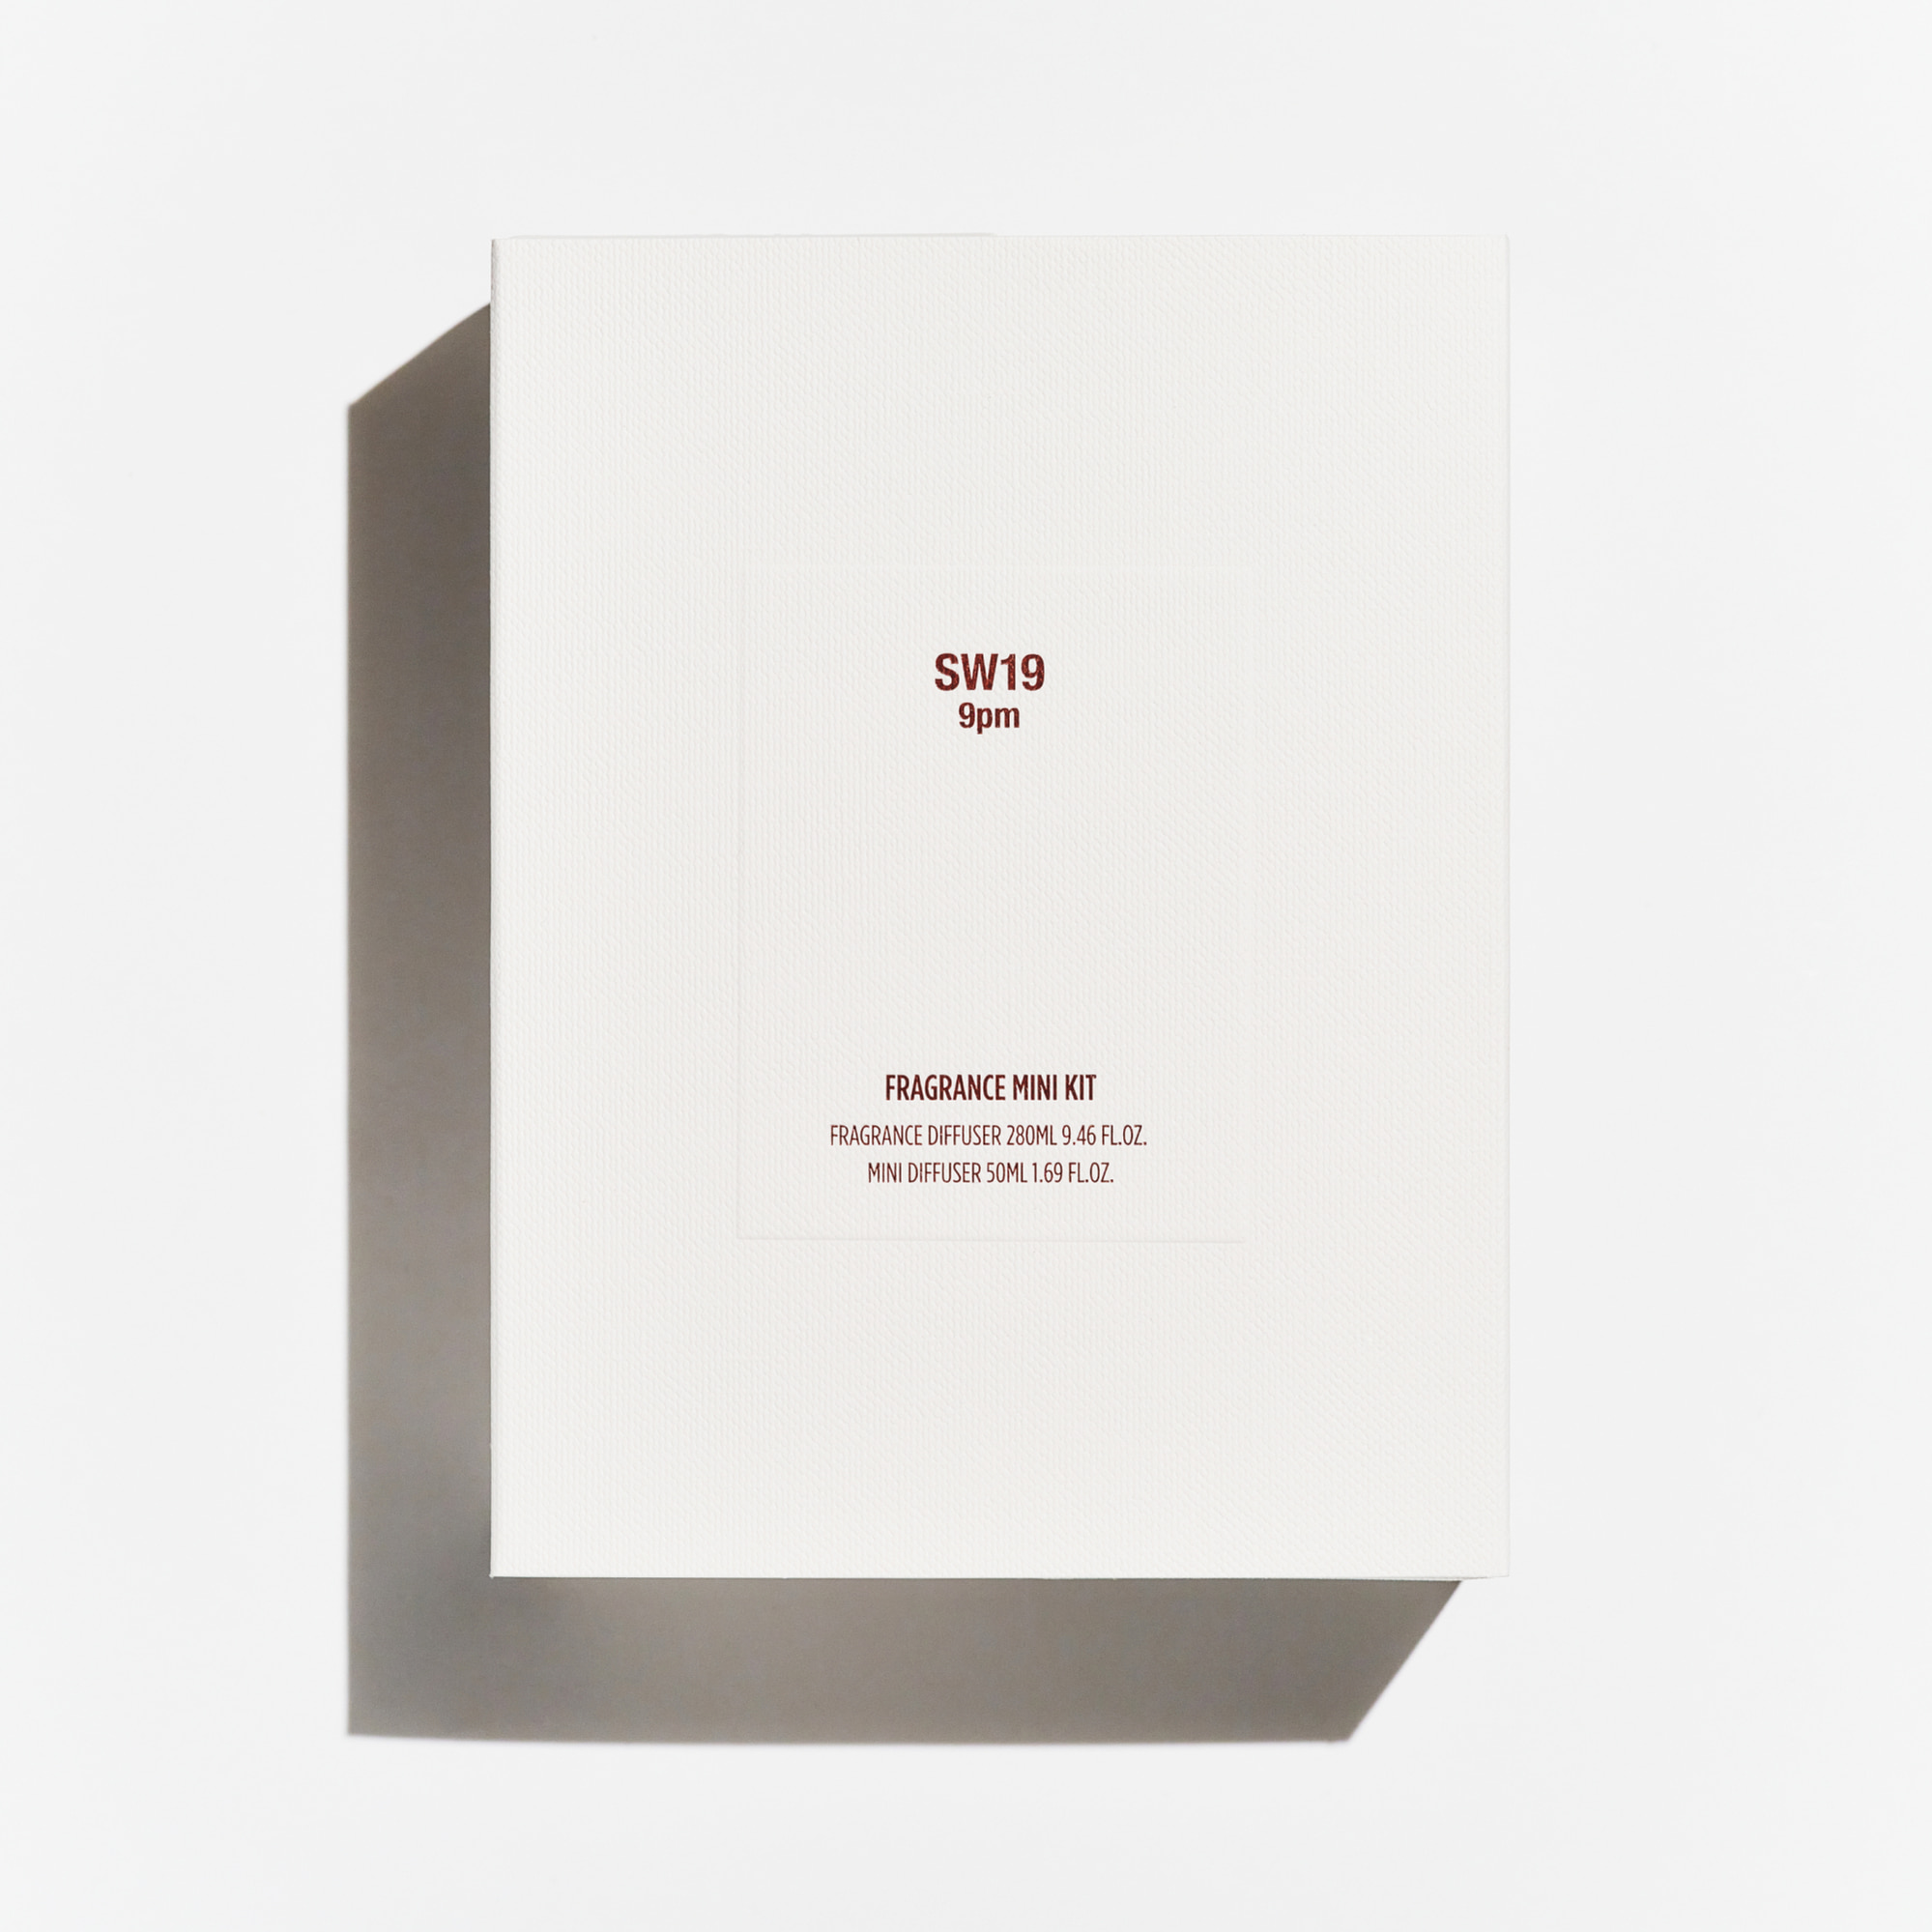 SW19
9pm
FRAGRANCE MINI KIT
FRAGRANCE DIFFUSER 280ML 9.46 FL.OZ.
MINI DIFFUSER 50ML 1.69 FL.OZ.